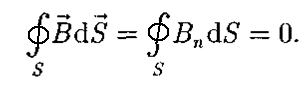 ∮_S B⃗ dS⃗ = ∮_S B_n dS = 0.